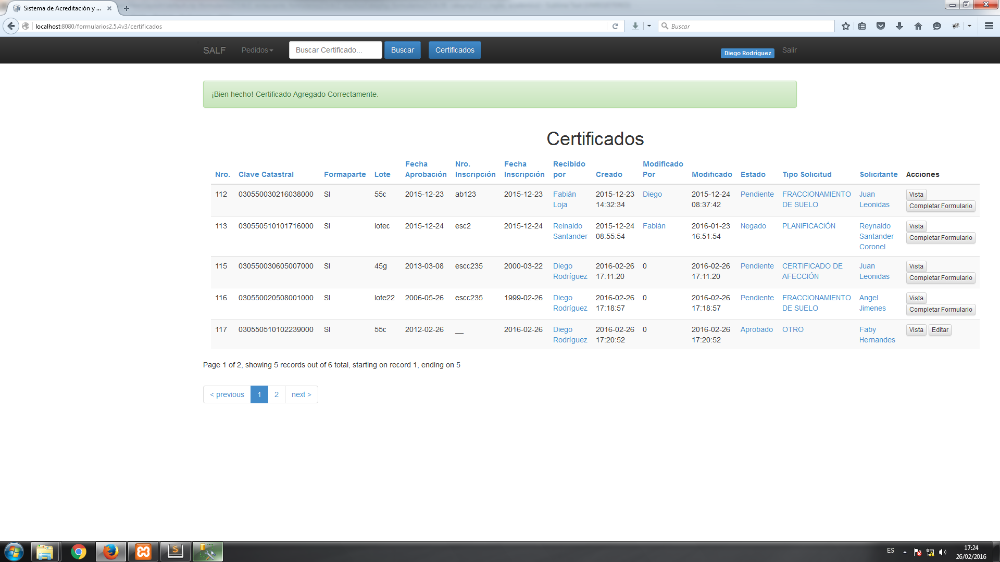 Sistema de Acreditación y ...
localhost:8080/formularios2.5.4v3/certificados
Buscar
SALF
Pedidos
Buscar Certificado...
Buscar
Certificados
Diego Rodríguez
Salir
¡Bien hecho! Certificado Agregado Correctamente.
Certificados
Nro. Clave Catastral Formaparte Lote Fecha Aprobación Nro. Inscripción Fecha Inscripción Recibido por Creado Modificado Por Modificado Estado Tipo Solicitud Solicitante Acciones
112 030550030216038000 SI 55c 2015-12-23 ab123 2015-12-23 Fabián Loja 2015-12-23 14:32:34 Diego 2015-12-24 08:37:42 Pendiente FRACCIONAMIENTO DE SUELO Juan Leonidas Vista Completar Formulario
113 030550510101716000 SI lotec 2015-12-24 esc2 2015-12-24 Reinaldo Santander 2015-12-24 08:55:54 Fabián 2016-01-23 16:51:54 Negado PLANIFICACIÓN Reynaldo Santander Coronel Vista Completar Formulario
115 030550030605007000 SI 45g 2013-03-08 escc235 2000-03-22 Diego Rodríguez 2016-02-26 17:11:20 0 2016-02-26 17:11:20 Pendiente CERTIFICADO DE AFECCIÓN Juan Leonidas Vista Completar Formulario
116 030550020508001000 SI lote22 2006-05-26 escc235 1999-02-26 Diego Rodríguez 2016-02-26 17:18:57 0 2016-02-26 17:18:57 Pendiente FRACCIONAMIENTO DE SUELO Angel Jimenes Vista Completar Formulario
117 030550510102239000 SI 55c 2012-02-26 __ 2016-02-26 Diego Rodríguez 2016-02-26 17:20:52 0 2016-02-26 17:20:52 Aprobado OTRO Faby Hernandes Vista Editar
Page 1 of 2, showing 5 records out of 6 total, starting on record 1, ending on 5
< previous 1 2 next >
ES
17:24
26/02/2016